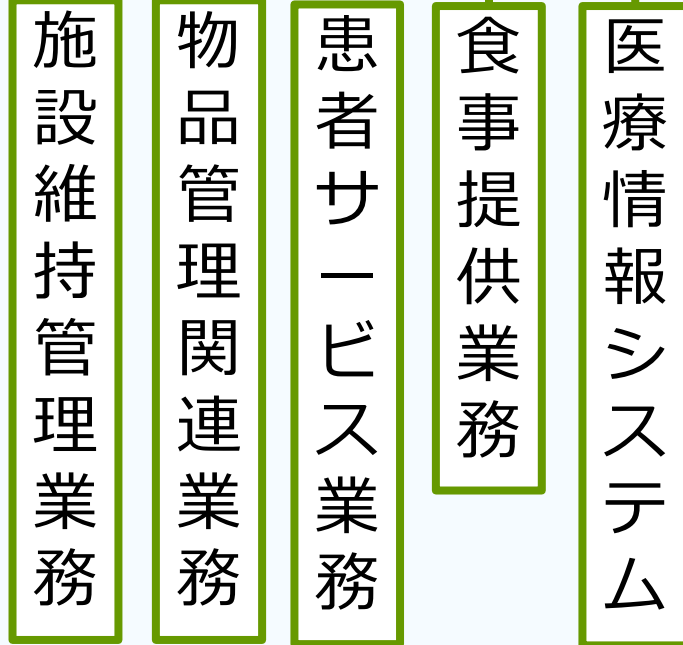 施設維持管理業務
物品管理関連業務
患者サービス業務
食事提供業務
医療情報システム